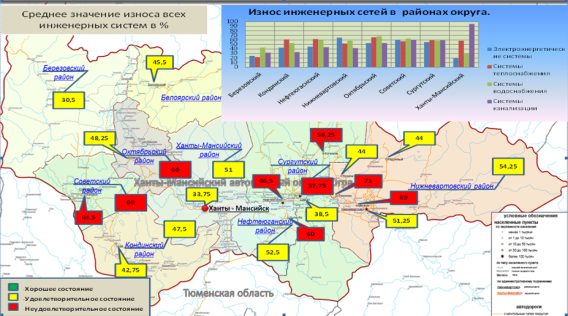 Среднее значение износа всех
инженерных систем в %
Износ инженерных сетей в районах округа.
100
90
80
70
60
50
40
30
20
10
0
Березовский
Кондинский
Нефтеюганский
Нижневартовский
Октябрьский
Советский
Сургутский
Ханты-Мансийский
Электроэнергетическ
ие системы
Системы
теплоснабжения
Системы
водоснабжения
Системы
канализации
45,5
Березовский
район
30,5
Белоярский район
48,25
Октябрьский
район
Ханты-Мансийский
район
68
51
Советский
район
60
64,5
33,75
Ханты - Мансийск
47,5
Кондинский
район
42,75
Сургутский
район
44
44
54,25
71
69
Нижневартовский район
38,5
51,25
Нефтеюганский
район
60
52,5
Тюменская область
Хорошее состояние
Удовлетворительное состояние
Неудовлетворительное состояние
условные обозначения
населенные пункты
автодороги